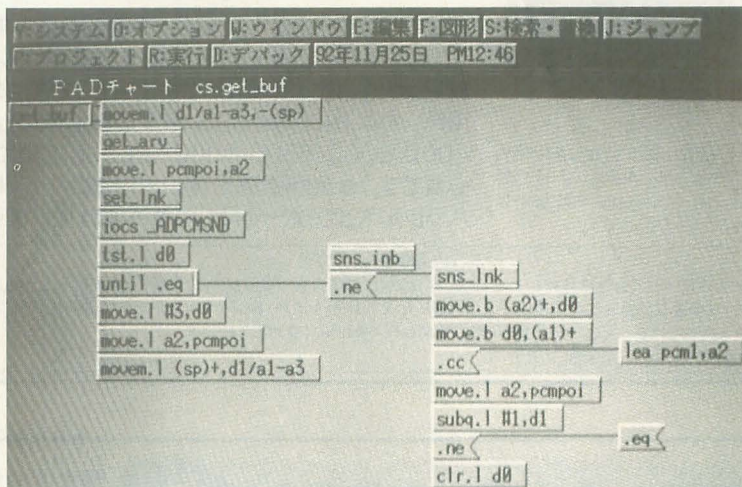 Y:システム O:オプション W:ウインドウ E:編集 F:図形 S:検索・置換 J:ジャンプ
P:プロジェクト R:実行 D:デバック 92年11月25日 PM12:46
PADチャート cs.get_buf
get_buf movem.l d1/a1-a3,-(sp)
get_arv
move.l pcmpoi,a2
set_lnk
iocs _ADPCMSND
tst.l d0
sns_inb
until .eq
.ne
sns_lnk
move.l #3,d0
move.b (a2)+,d0
move.l a2,pcmpoi
move.b d0,(a1)+
movem.l (sp)+,d1/a1-a3
.cc
lea pcm1,a2
move.l a2,pcmpoi
subq.l #1,d1
.ne
.eq
clr.l d0